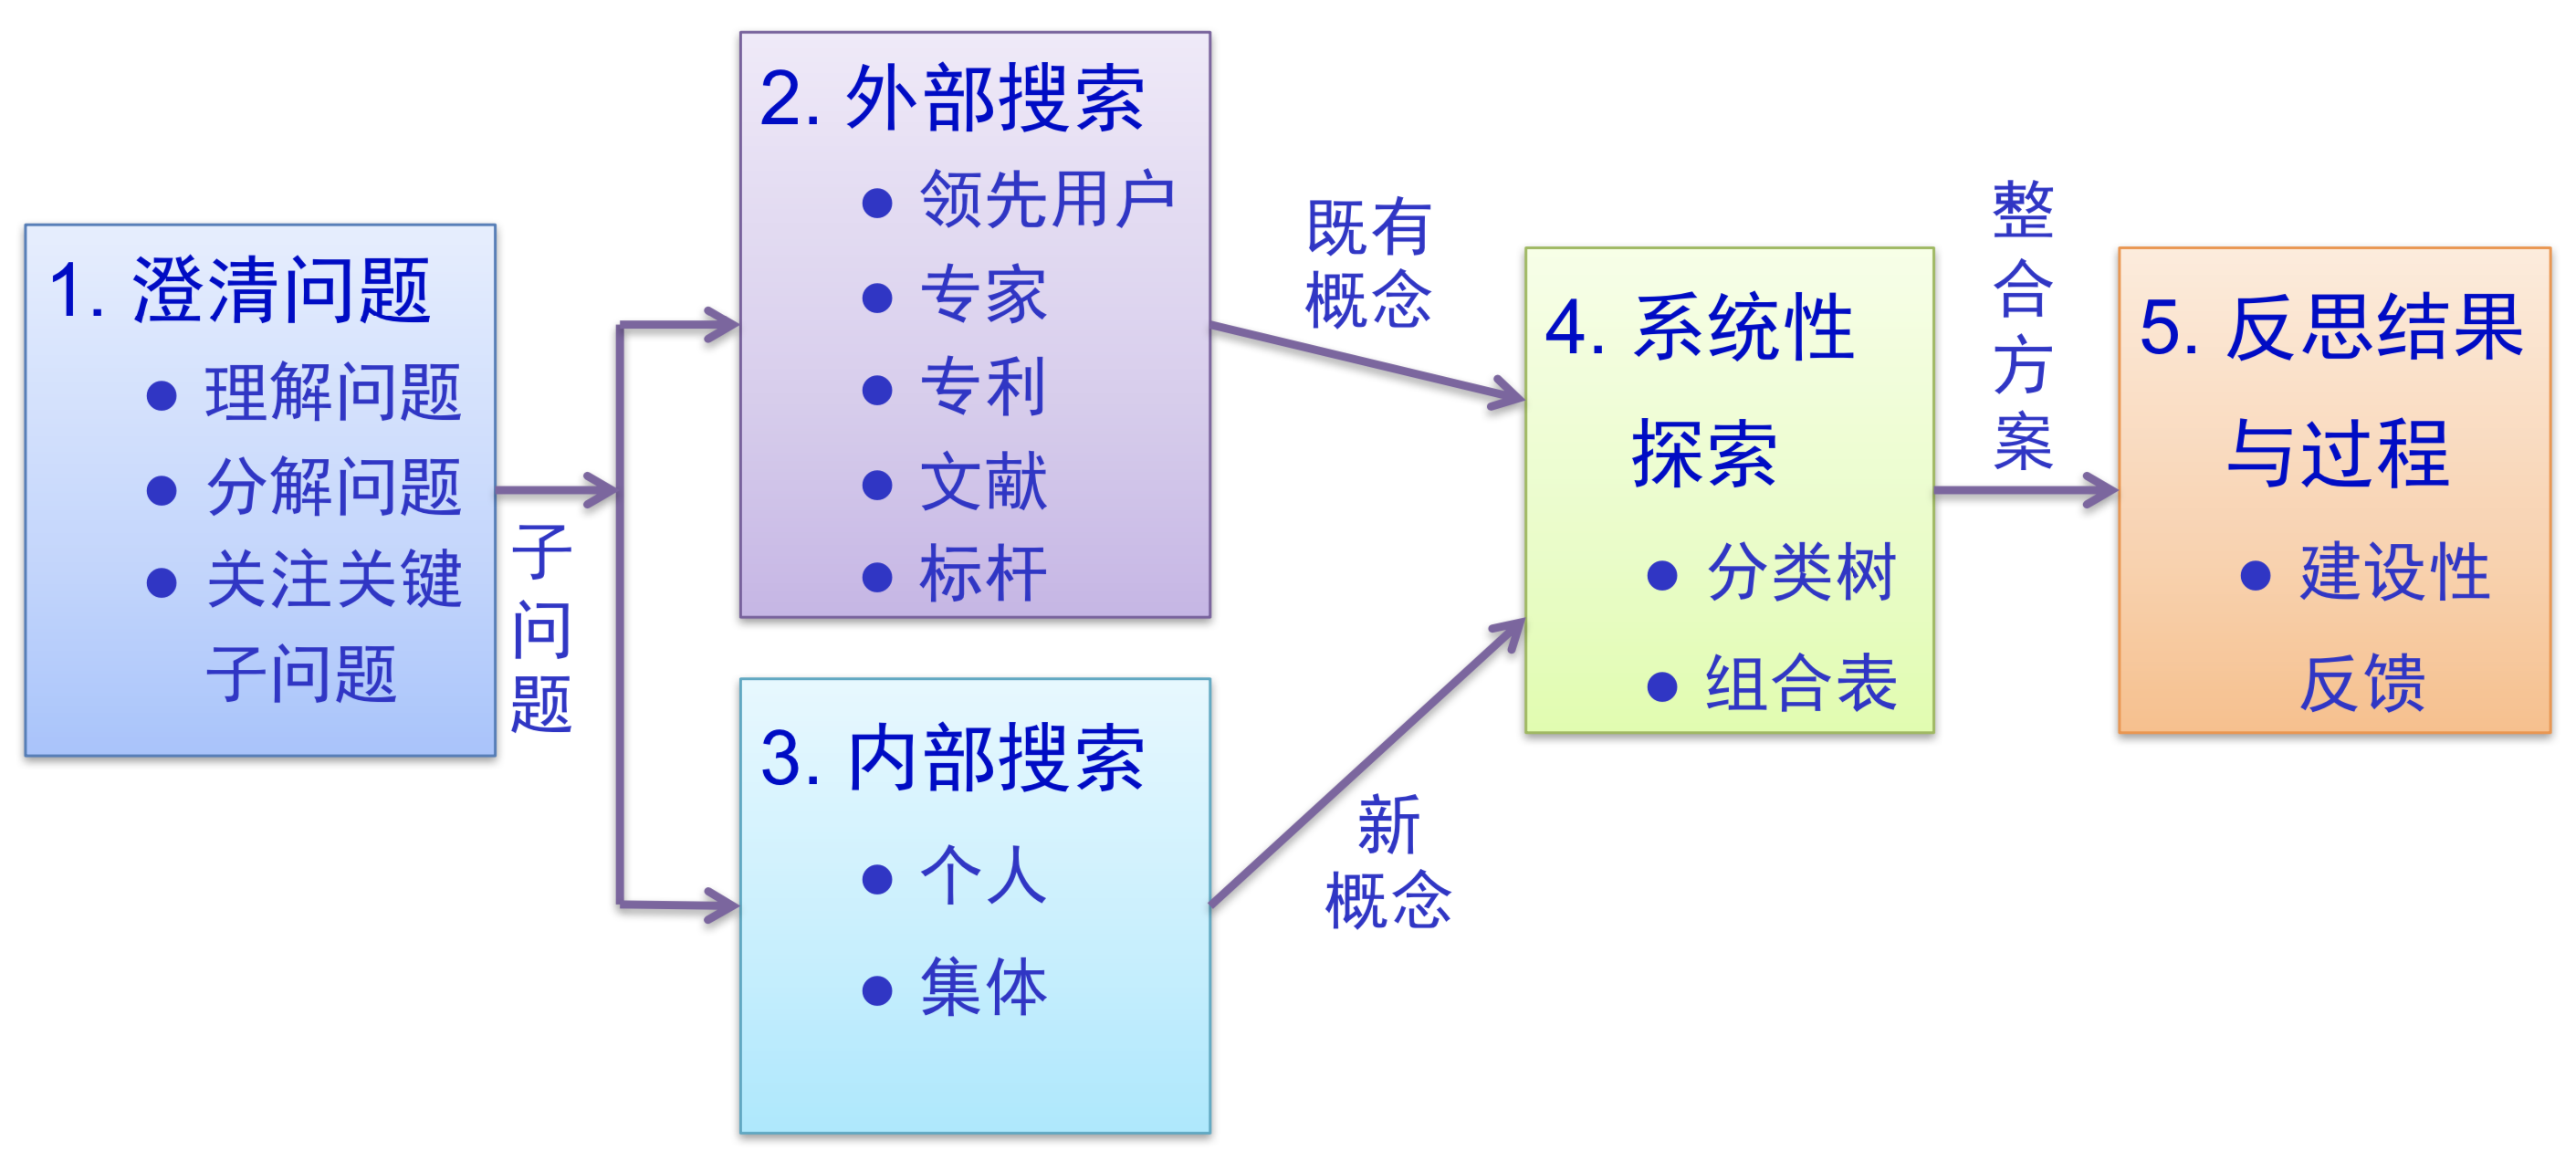 1. 澄清问题
● 理解问题
● 分解问题
● 关注关键
子问题
子
问
题
2. 外部搜索
● 领先用户
● 专家
● 专利
● 文献
● 标杆
3. 内部搜索
● 个人
● 集体
既有
概念
新
概念
4. 系统性
探索
● 分类树
● 组合表
整
合
方
案
5. 反思结果
与过程
● 建设性
反馈